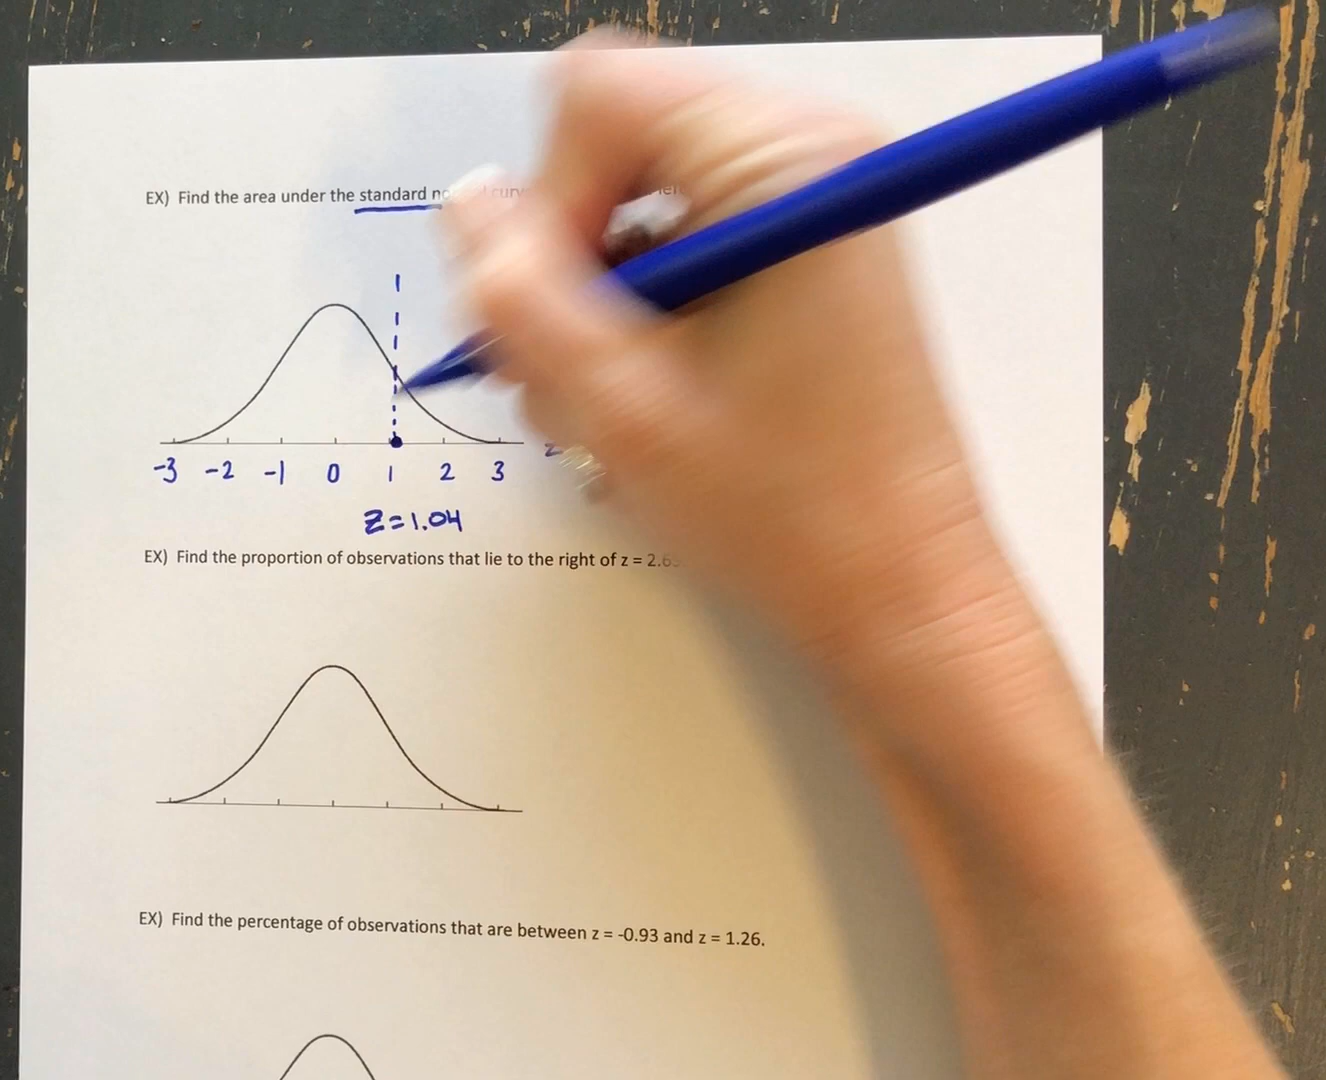 EX) Find the area under the standard curv
-3 -2 -1 0 1 2 3 z
Z=1.04
EX) Find the proportion of observations that lie to the right of z =
EX) Find the percentage of observations that are between z = -0.93 and z = 1.26.